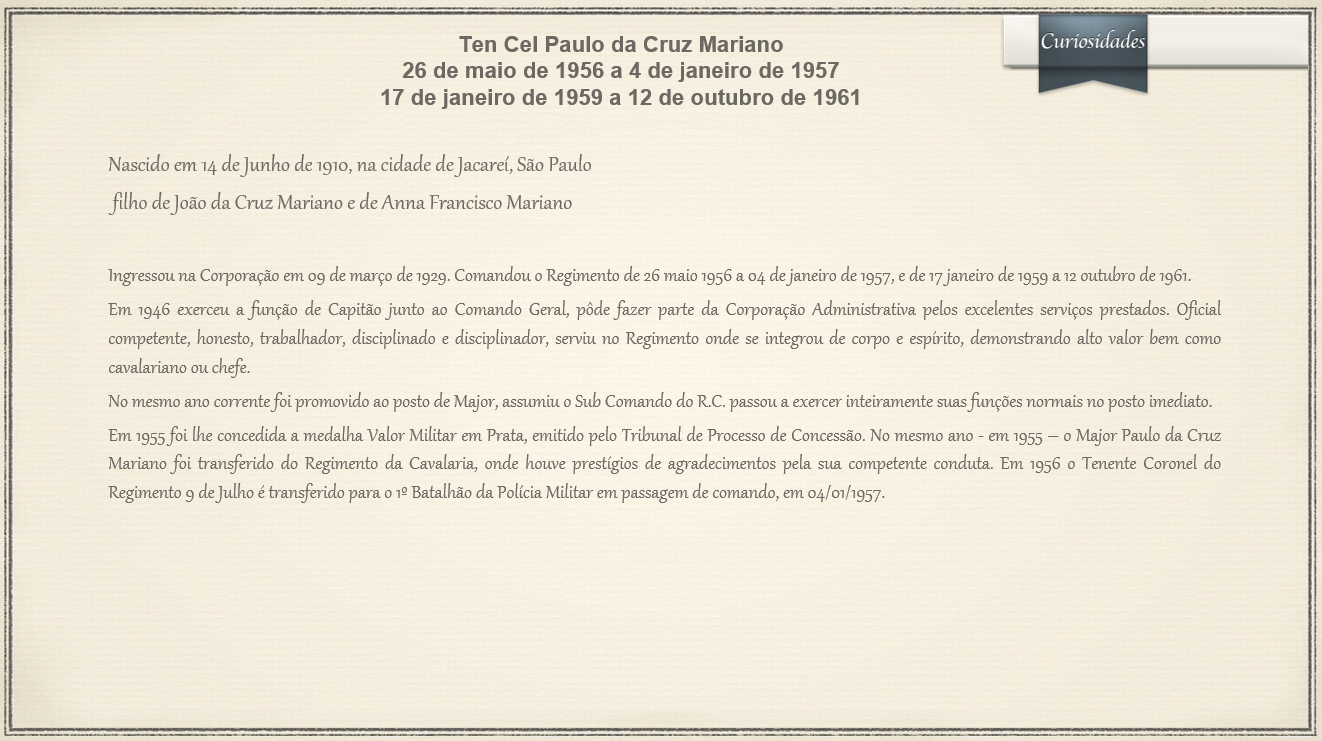 Curiosidades
Ten Cel Paulo da Cruz Mariano
26 de maio de 1956 a 4 de janeiro de 1957
17 de janeiro de 1959 a 12 de outubro de 1961
Nascido em 14 de Junho de 1910, na cidade de Jacareí, São Paulo
filho de João da Cruz Mariano e de Anna Francisco Mariano
Ingressou na Corporação em 09 de março de 1929. Comandou o Regimento de 26 maio 1956 a 04 de janeiro de 1957, e de 17 janeiro de 1959 a 12 outubro de 1961.
Em 1946 exerceu a função de Capitão junto ao Comando Geral, pôde fazer parte da Corporação Administrativa pelos excelentes serviços prestados. Oficial
competente, honesto, trabalhador, disciplinado e disciplinador, serviu no Regimento onde se integrou de corpo e espírito, demonstrando alto valor bem como
cavalariano ou chefe.
No mesmo ano corrente foi promovido ao posto de Major, assumiu o Sub Comando do R.C. passou a exercer inteiramente suas funções normais no posto imediato.
Em 1955 foi lhe concedida a medalha Valor Militar em Prata, emitido pelo Tribunal de Processo de Concessão. No mesmo ano - em 1955 – o Major Paulo da Cruz
Mariano foi transferido do Regimento da Cavalaria, onde houve prestígios de agradecimentos pela sua competente conduta. Em 1956 o Tenente Coronel do
Regimento 9 de Julho é transferido para o 1º Batalhão da Polícia Militar em passagem de comando, em 04/01/1957.